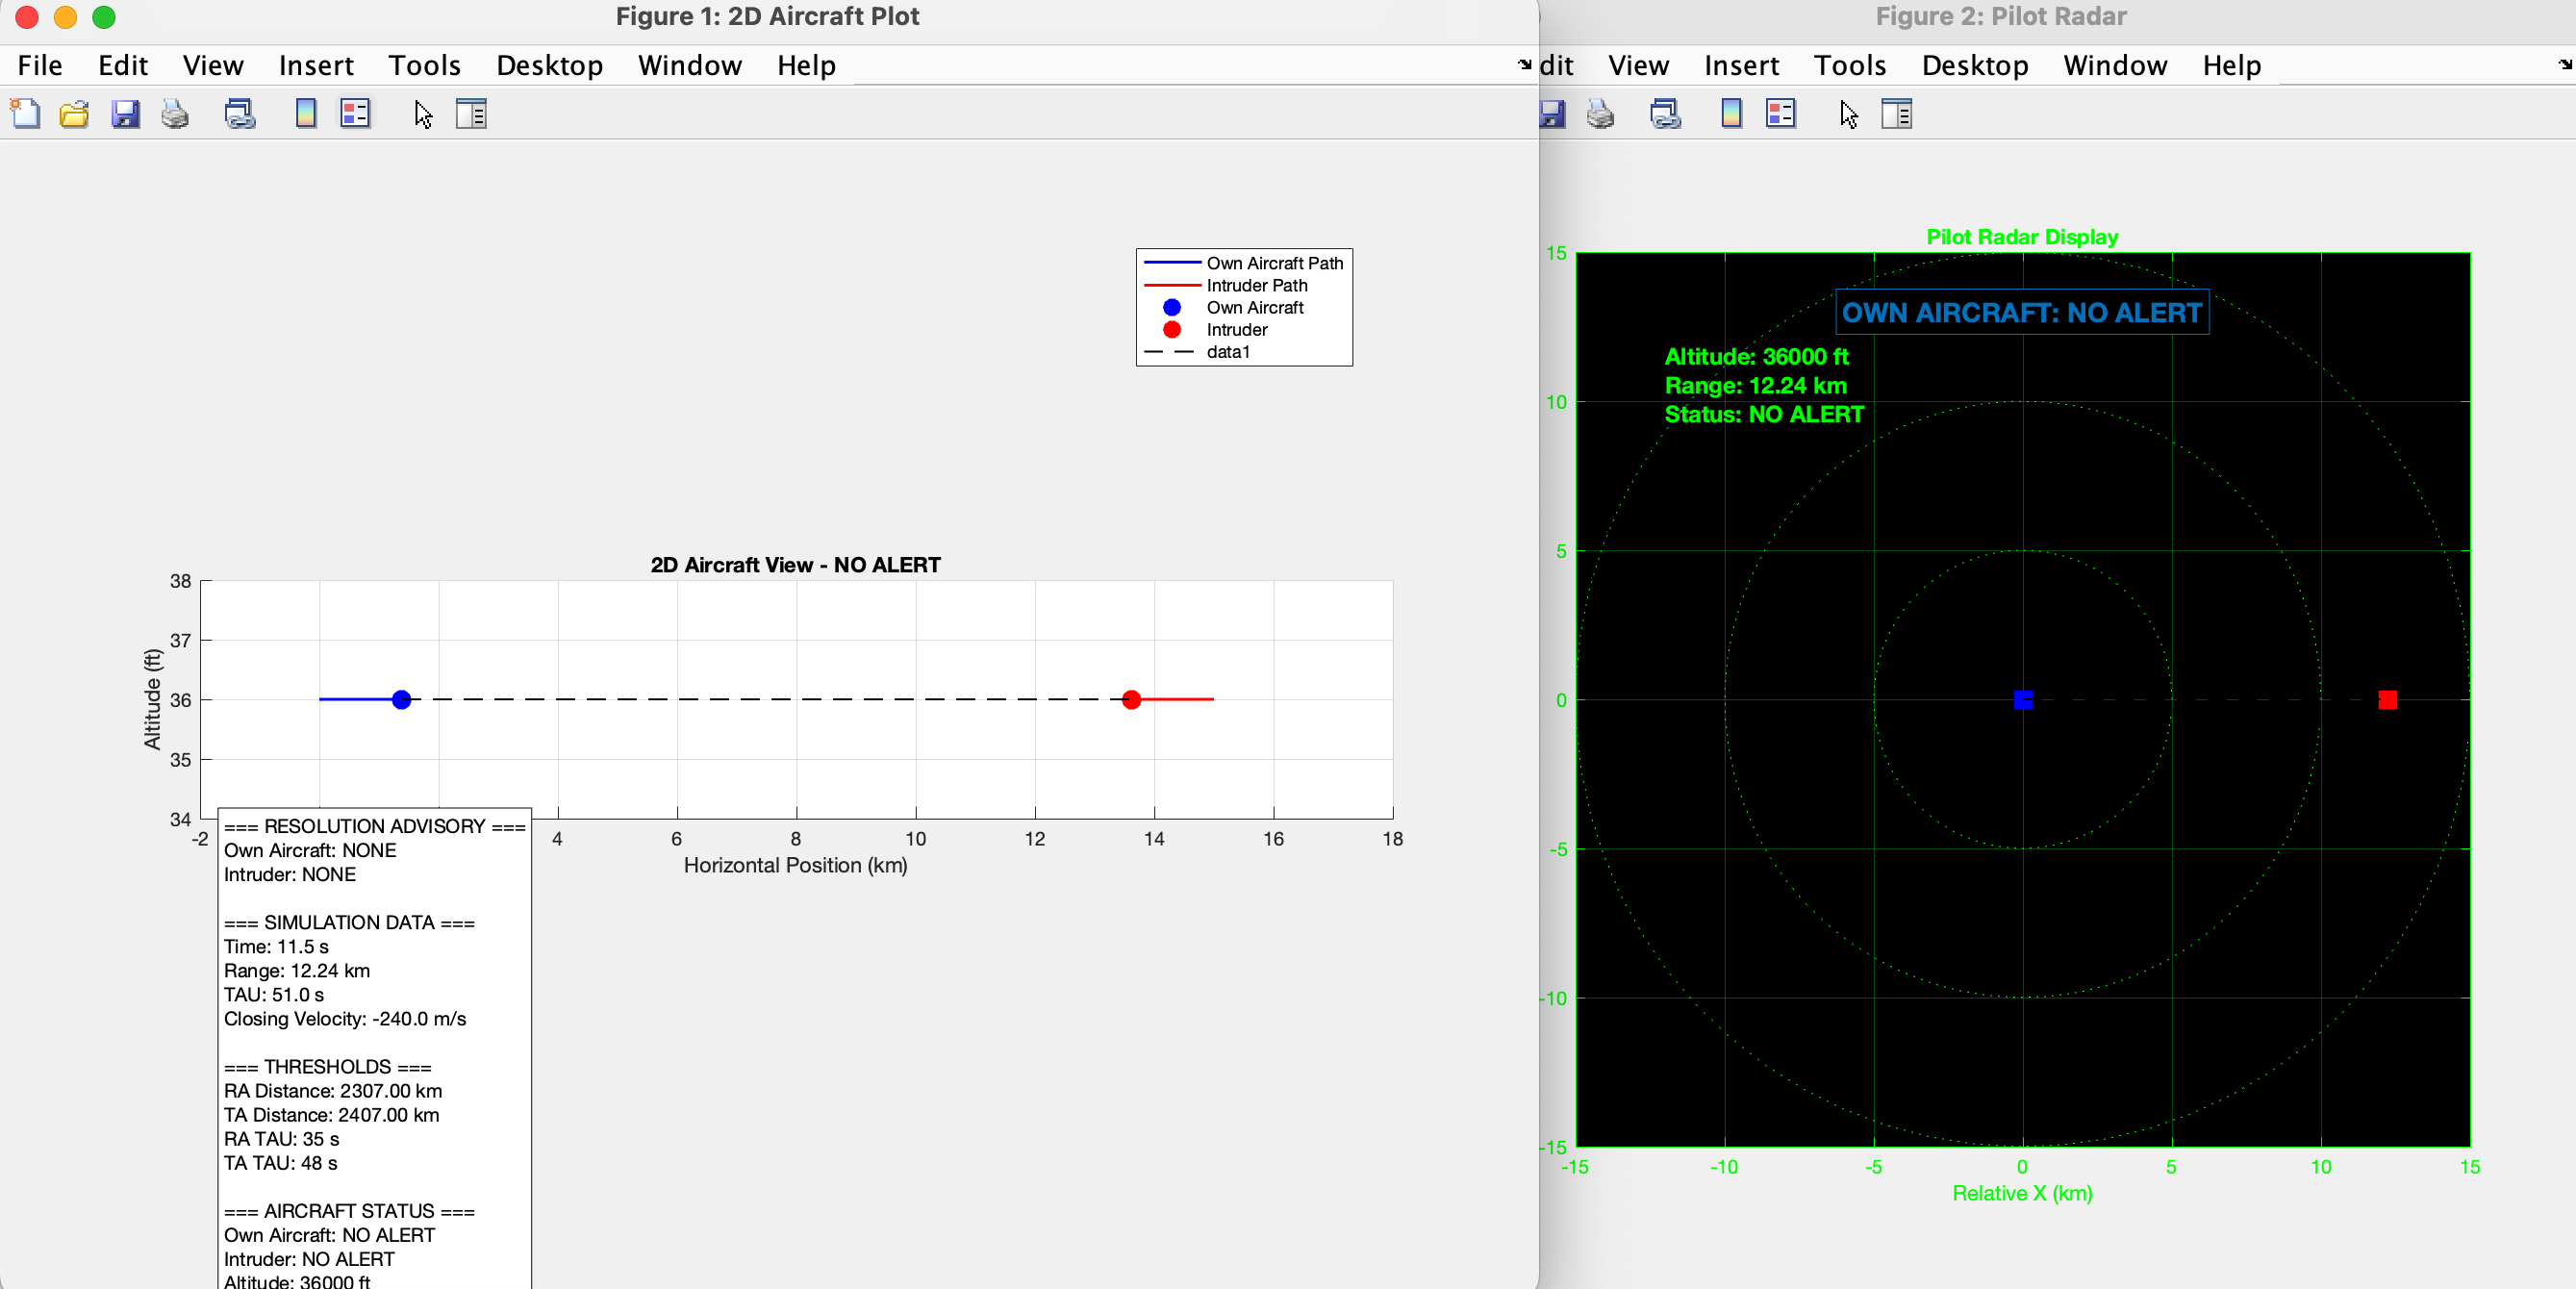 Figure 1: 2D Aircraft Plot
File Edit View Insert Tools Desktop Window Help
Own Aircraft Path
Intruder Path
Own Aircraft
Intruder
data1
2D Aircraft View - NO ALERT
38
37
36
35
34
Altitude (ft)
-2 4 6 8 10 12 14 16 18
Horizontal Position (km)
=== RESOLUTION ADVISORY ===
Own Aircraft: NONE
Intruder: NONE
=== SIMULATION DATA ===
Time: 11.5 s
Range: 12.24 km
TAU: 51.0 s
Closing Velocity: -240.0 m/s
=== THRESHOLDS ===
RA Distance: 2307.00 km
TA Distance: 2407.00 km
RA TAU: 35 s
TA TAU: 48 s
=== AIRCRAFT STATUS ===
Own Aircraft: NO ALERT
Intruder: NO ALERT
Altitude: 36000 ft
Figure 2: Pilot Radar
dit View Insert Tools Desktop Window Help
Pilot Radar Display
OWN AIRCRAFT: NO ALERT
Altitude: 36000 ft
Range: 12.24 km
Status: NO ALERT
15
10
5
0
-5
-10
-15
-15 -10 -5 0 5 10 15
Relative X (km)